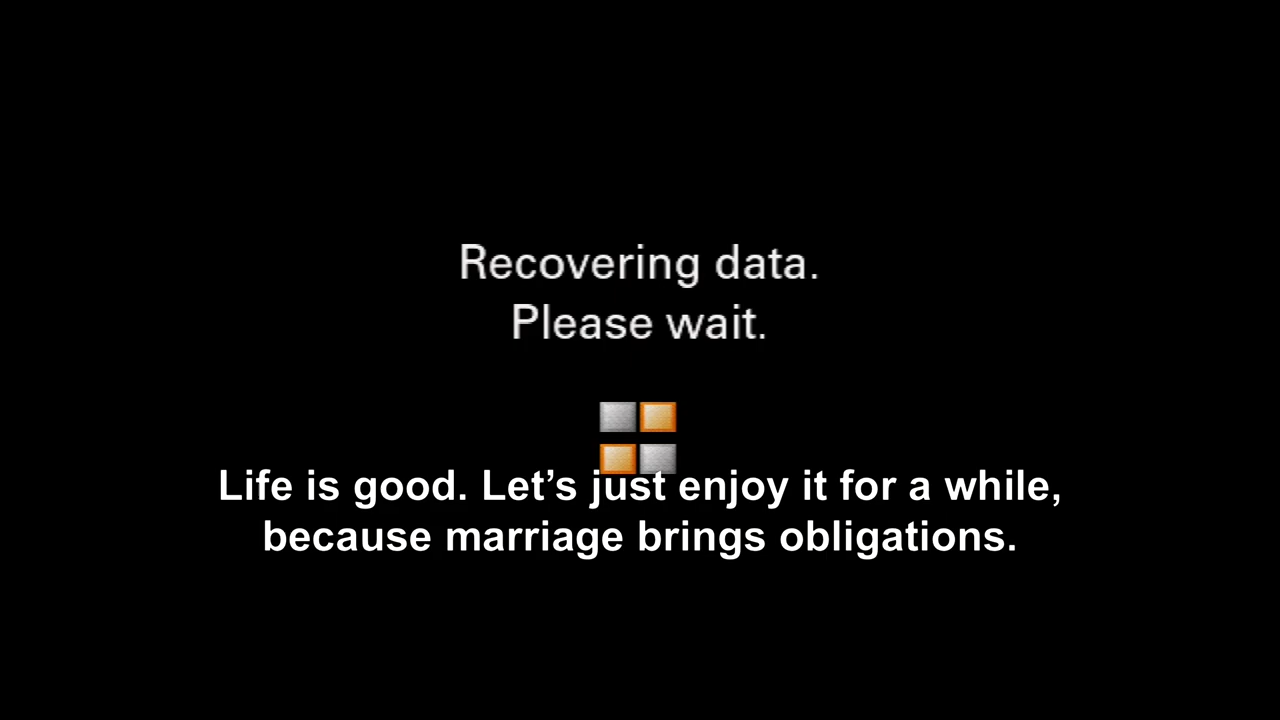 Recovering data.
Please wait.
Life is good. Let’s just enjoy it for a while,
because marriage brings obligations.